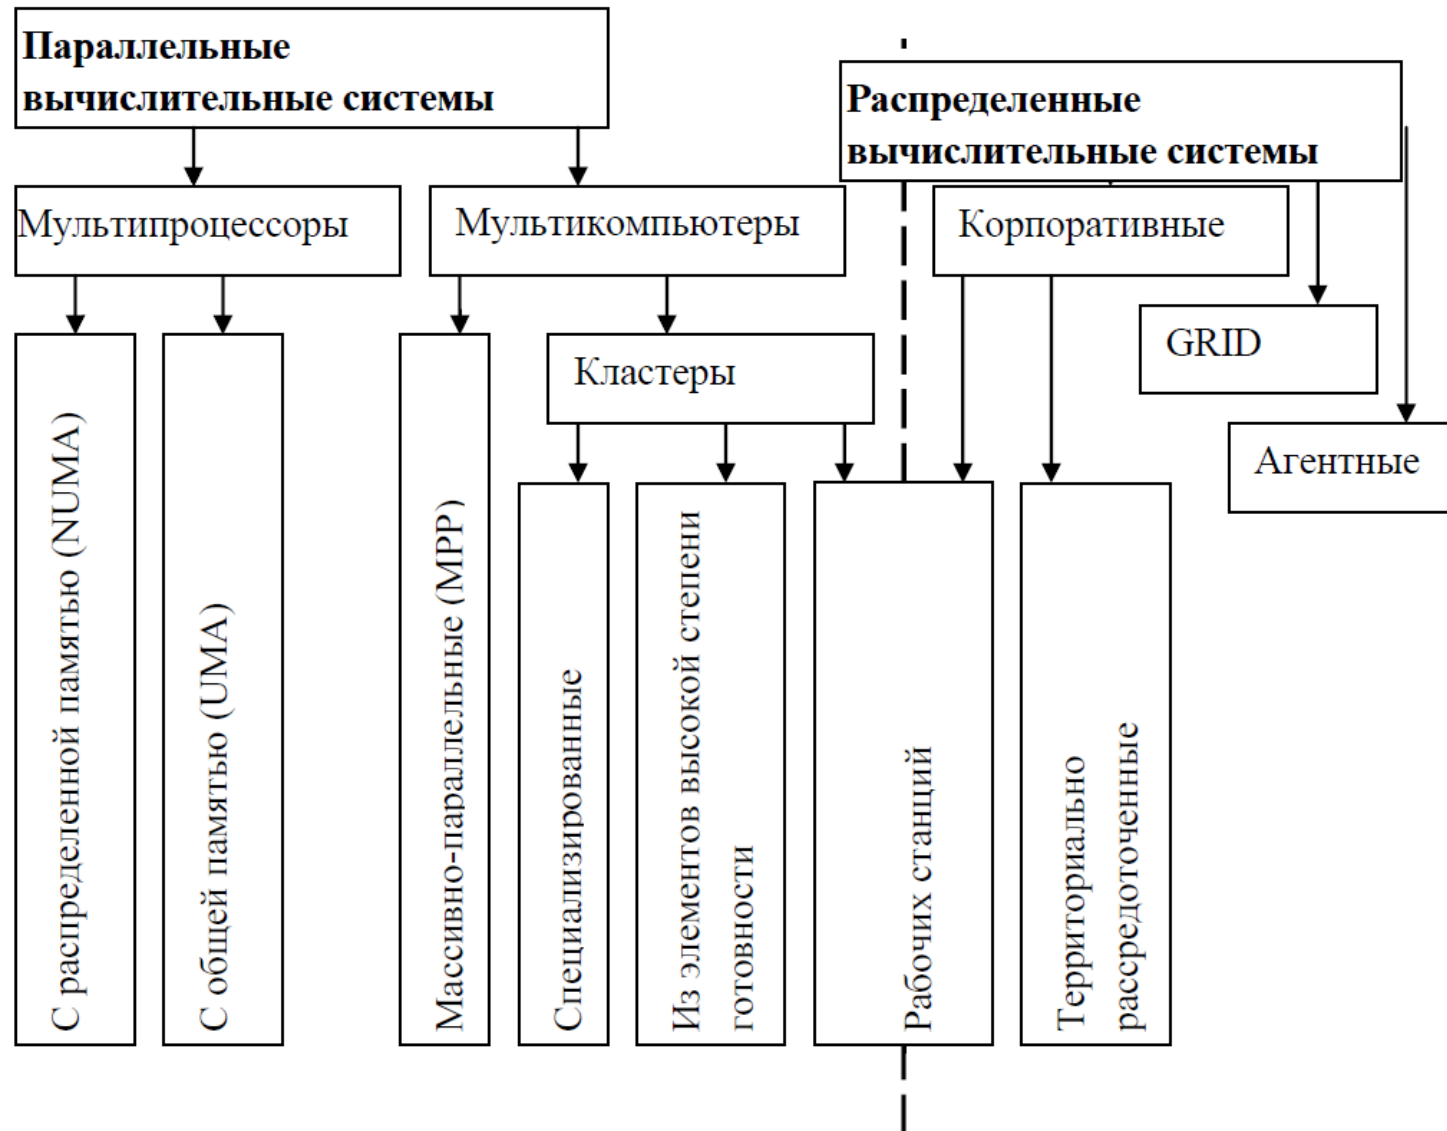 Параллельные
вычислительные системы
Распределенные
вычислительные системы
Мультипроцессоры
Мультикомпьютеры
Корпоративные
GRID
Кластеры
Агентные
С распределенной памятью (NUMA)
С общей памятью (UMA)
Массивно-параллельные (MPP)
Специализированные
Из элементов высокой степени
готовности
Рабочих станций
Территориально
рассредоточенные